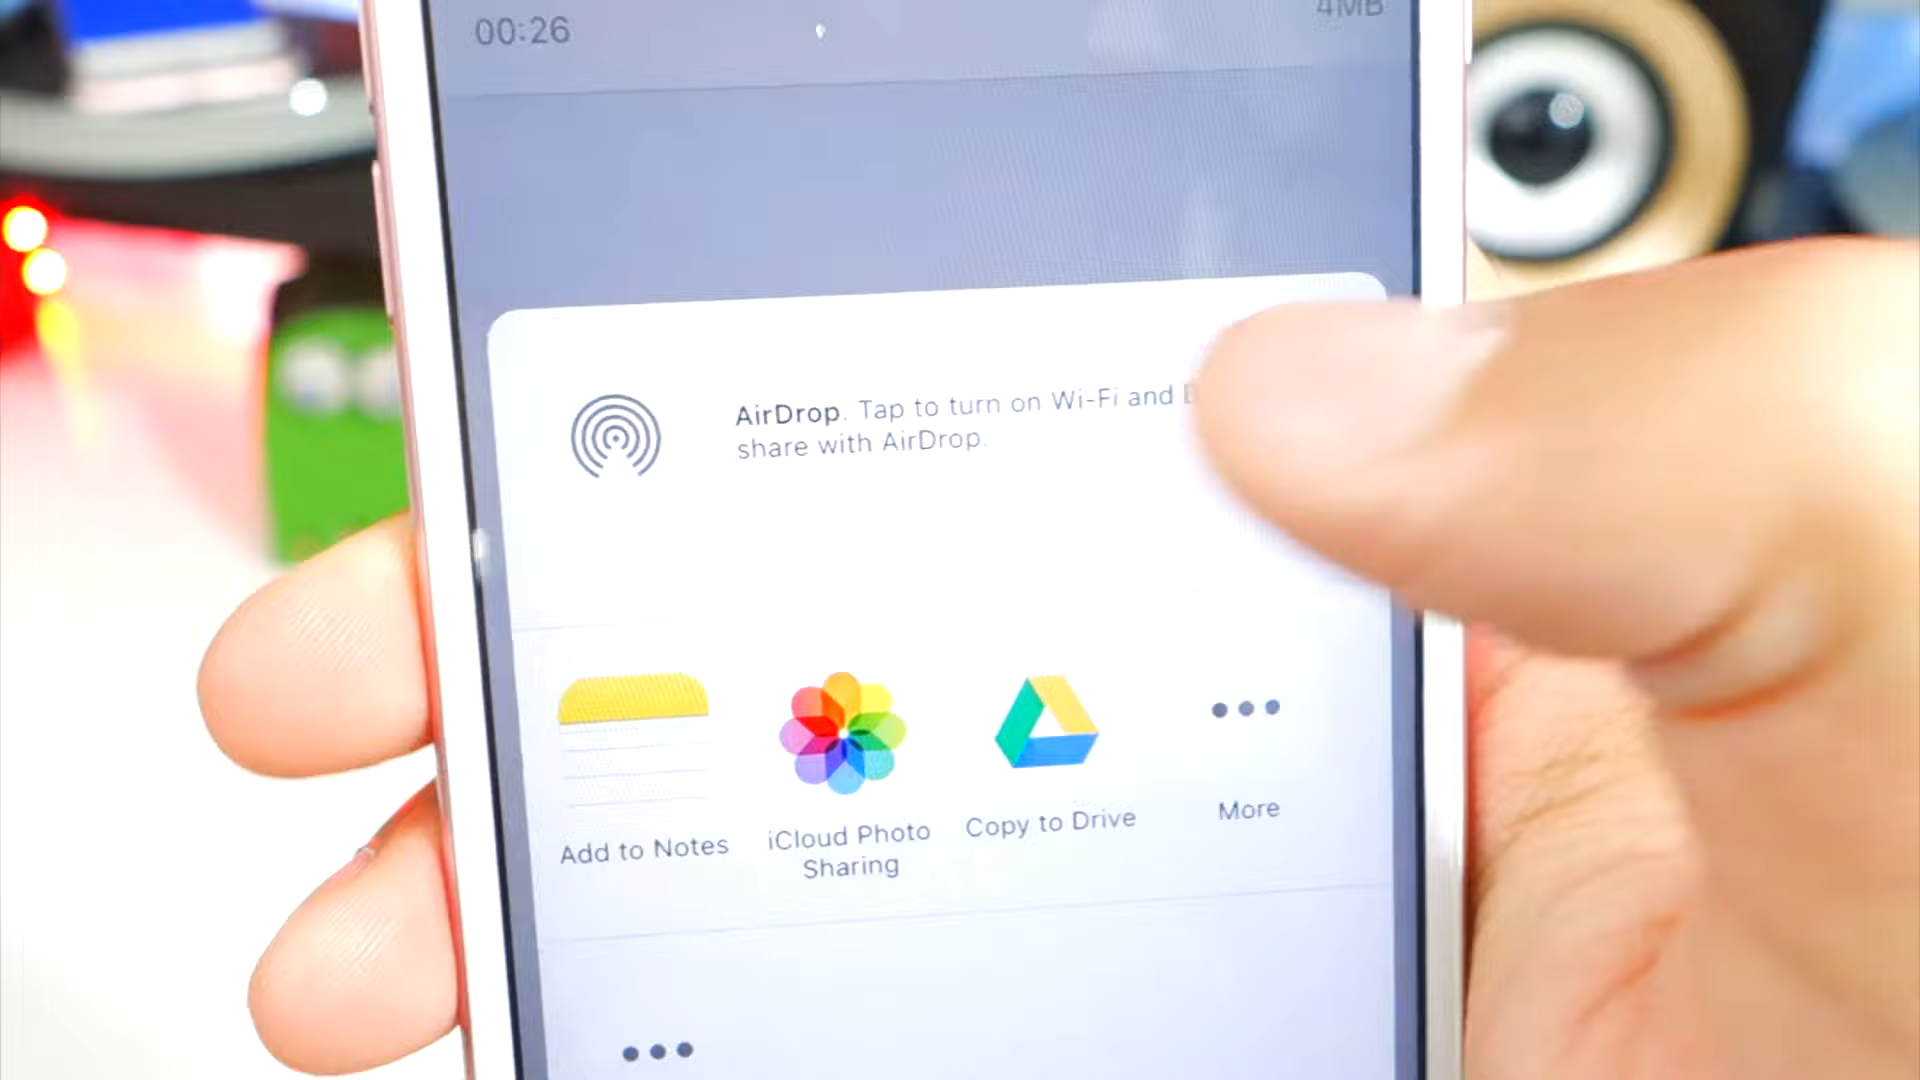 00:26
4MB
AirDrop. Tap to turn on Wi-Fi and
share with AirDrop.
Add to Notes
iCloud Photo
Sharing
Copy to Drive
More